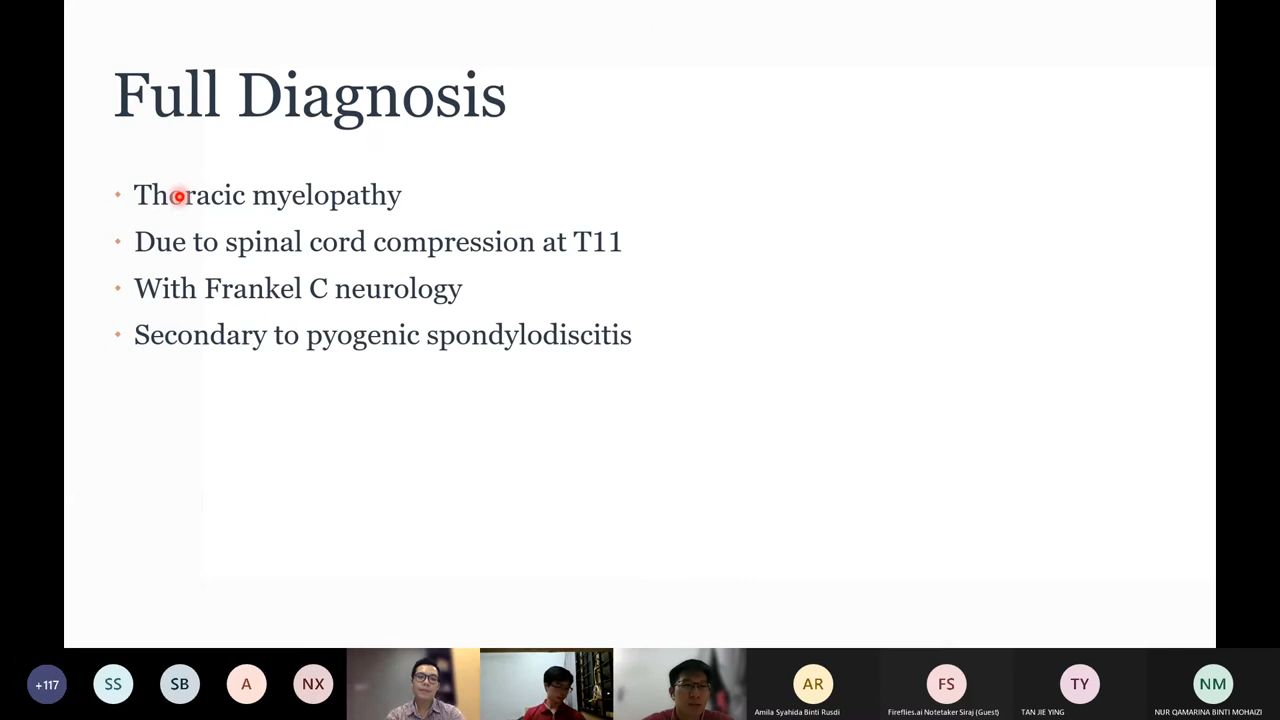 Full Diagnosis
Thoracic myelopathy
Due to spinal cord compression at T11
With Frankel C neurology
Secondary to pyogenic spondylodiscitis
+117
SS
SB
A
NX
AR
FS
TY
NM
Amila Syahida Binti Rusdi
Fireflies.ai Notetaker Siraj (Guest)
TAN JIE YING
NUR QAMARINA BINTI MOHAIZI